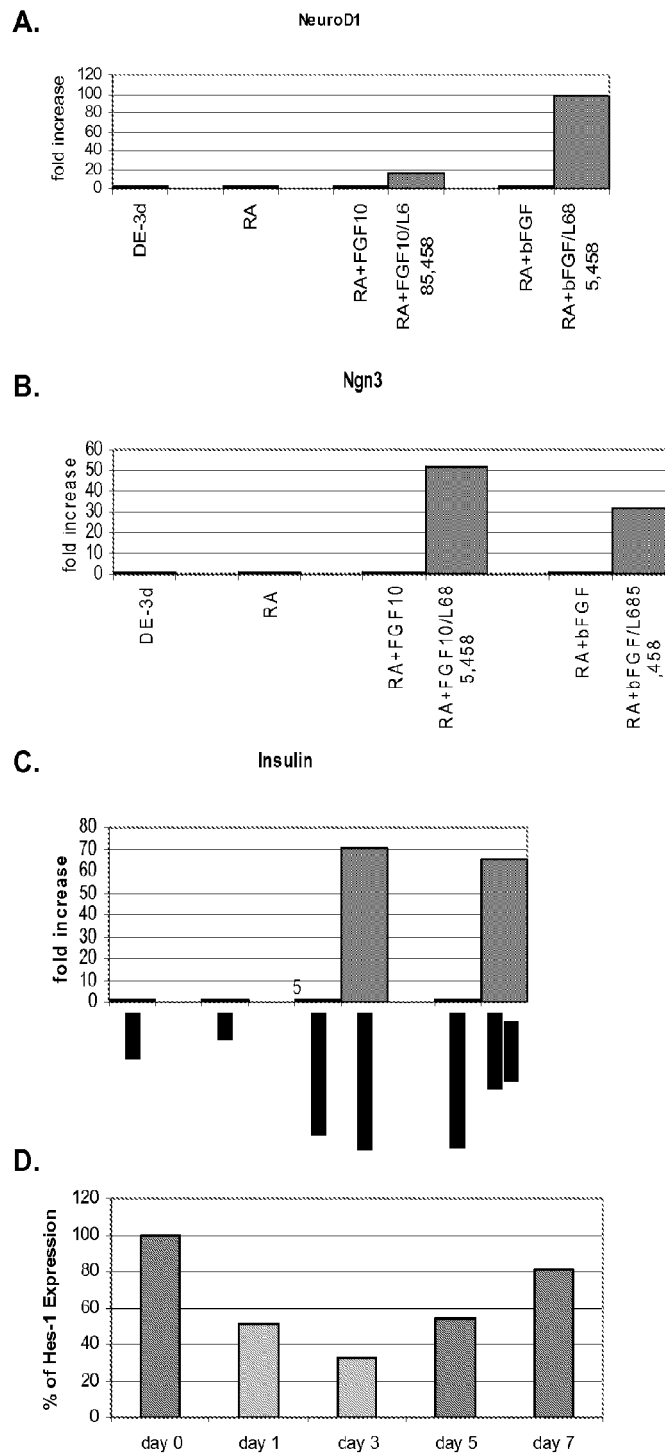 A.
NeuroD1
fold increase
120
100
80
60
40
20
0
DE-3d
RA
RA+FGF10
RA+FGF10/L6
85,458
RA+bFGF
RA+bFGF/L68
5,458
B.
Ngn3
fold increase
60
50
40
30
20
10
0
DE-3d
RA
RA+FGF10
RA+FGF10/L68
5,458
RA+bFGF
RA+bFGF/L685
,458
C.
Insulin
fold increase
80
70
60
50
40
30
20
10
0
5
D.
% of Hes-1 Expression
120
100
80
60
40
20
0
day 0
day 1
day 3
day 5
day 7